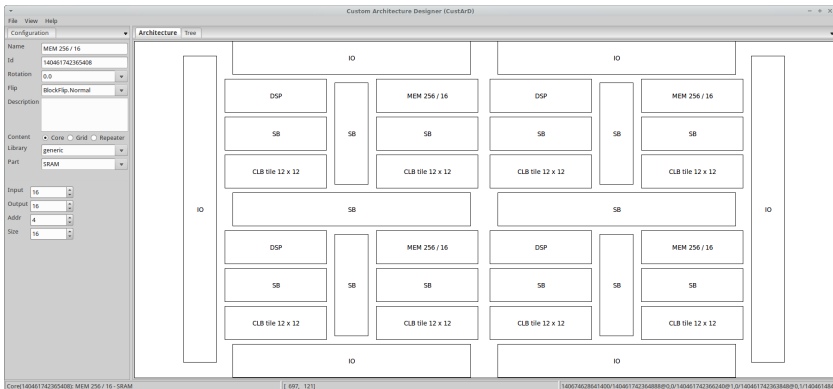 Custom Architecture Designer (CustArD)
File View Help
Configuration
Architecture Tree
Name MEM 256 / 16
Id 140461742365408
Rotation 0.0
Flip BlockFlip.Normal
Description
Content Core Grid Repeater
Library generic
Part SRAM
Input 16
Output 16
Addr 4
Size 16
IO IO
DSP MEM 256 / 16 DSP MEM 256 / 16
SB SB SB SB SB SB
CLB tile 12 x 12 CLB tile 12 x 12 CLB tile 12 x 12 CLB tile 12 x 12
IO SB SB IO
DSP MEM 256 / 16 DSP MEM 256 / 16
SB SB SB SB SB SB
CLB tile 12 x 12 CLB tile 12 x 12 CLB tile 12 x 12 CLB tile 12 x 12
IO IO
Core(140461742365408): MEM 256 / 16 - SRAM [ 697, 121]